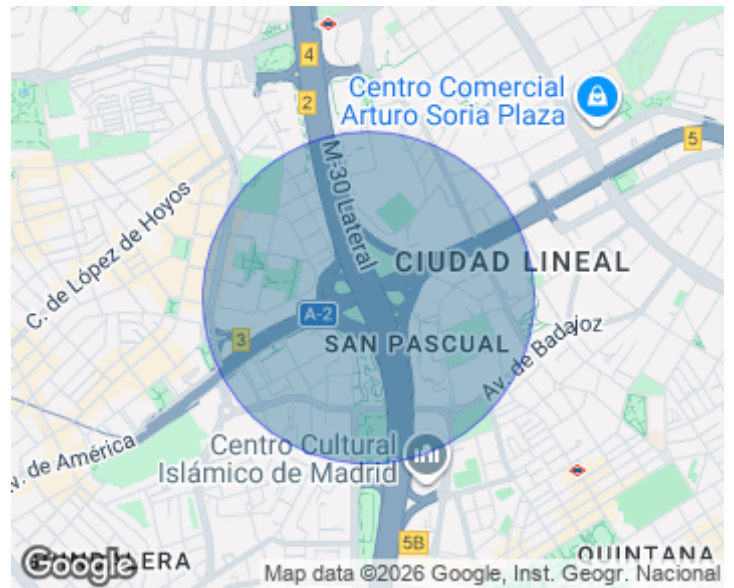 4
2
Centro Comercial
Arturo Soria Plaza
5
M-30 Lateral
C. de López de Hoyos
CIUDAD LINEAL
A-2
3
SAN PASCUAL
Av. de Badajoz
Av. de América
Centro Cultural
Islámico de Madrid
5B
QUINTANA
Google
Map data ©2026 Google, Inst. Geogr. Nacional